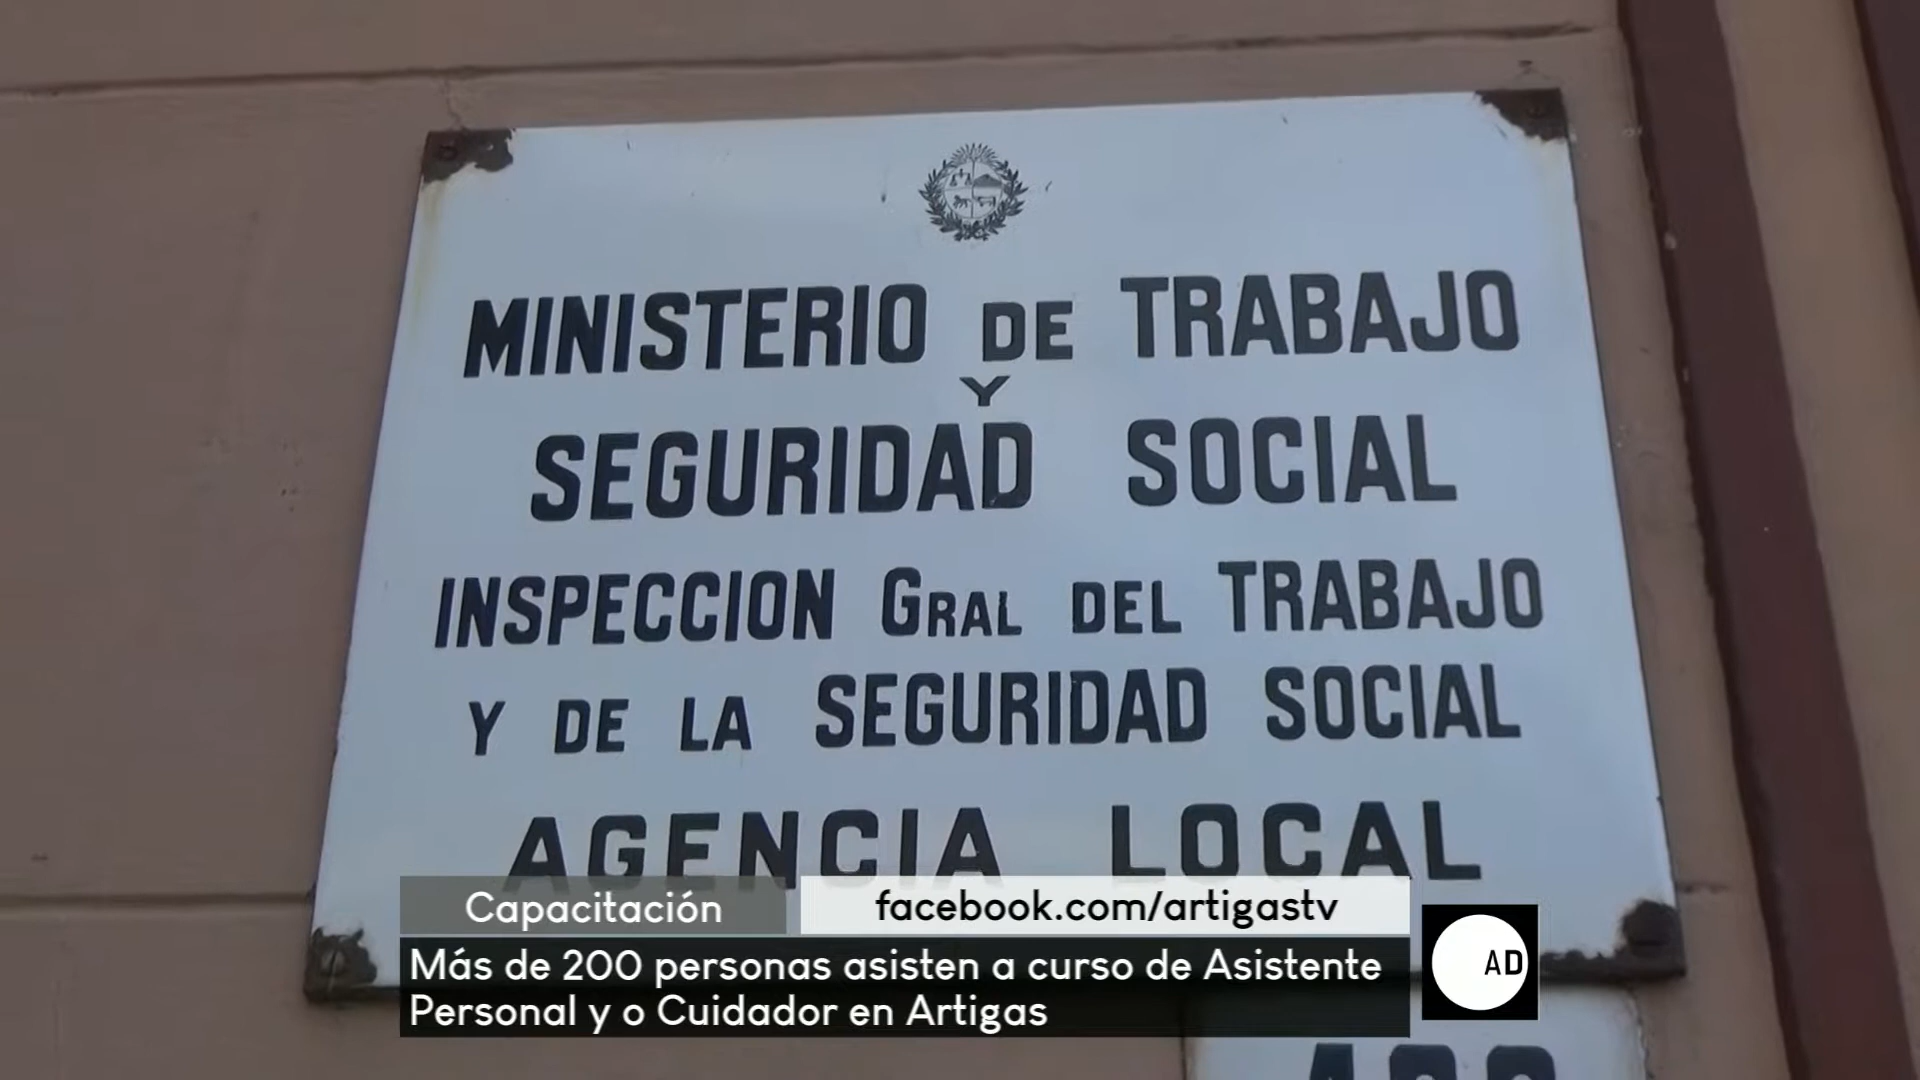 MINISTERIO DE TRABAJO
Y
SEGURIDAD SOCIAL
INSPECCION GRAL DEL TRABAJO
Y DE LA SEGURIDAD SOCIAL
AGENCIA LOCAL
Capacitación
facebook.com/artigastv
Más de 200 personas asisten a curso de Asistente
Personal y o Cuidador en Artigas
AD